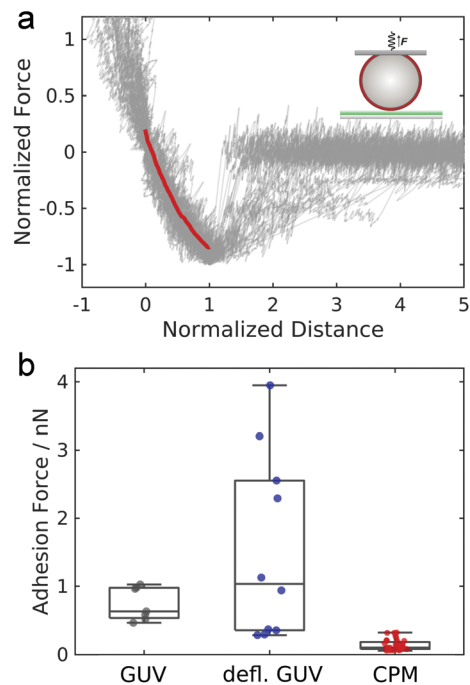 a
F
1
0.5
0
-0.5
-1
Normalized Force
-1 0 1 2 3 4 5
Normalized Distance
b
4
3
2
1
0
Adhesion Force / nN
GUV defl. GUV CPM